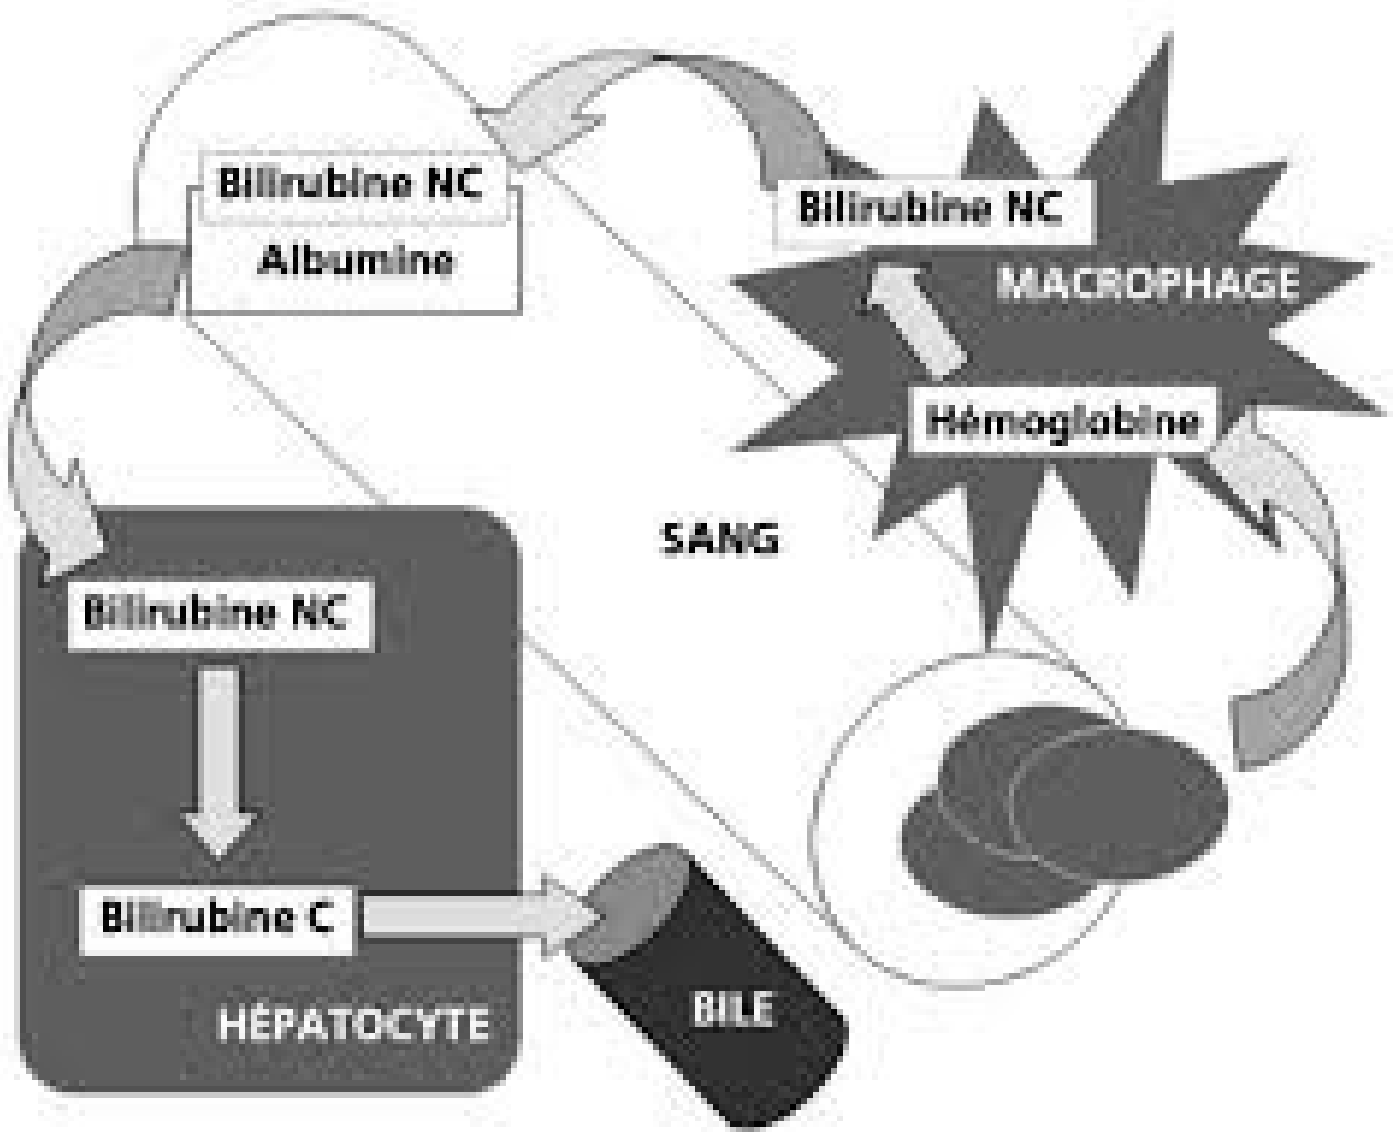 Bilirubine NC
Albumine
Bilirubine NC
MACROPHAGE
Hémoglobine
SANG
Bilirubine NC
Bilirubine C
HÉPATOCYTE
BILE